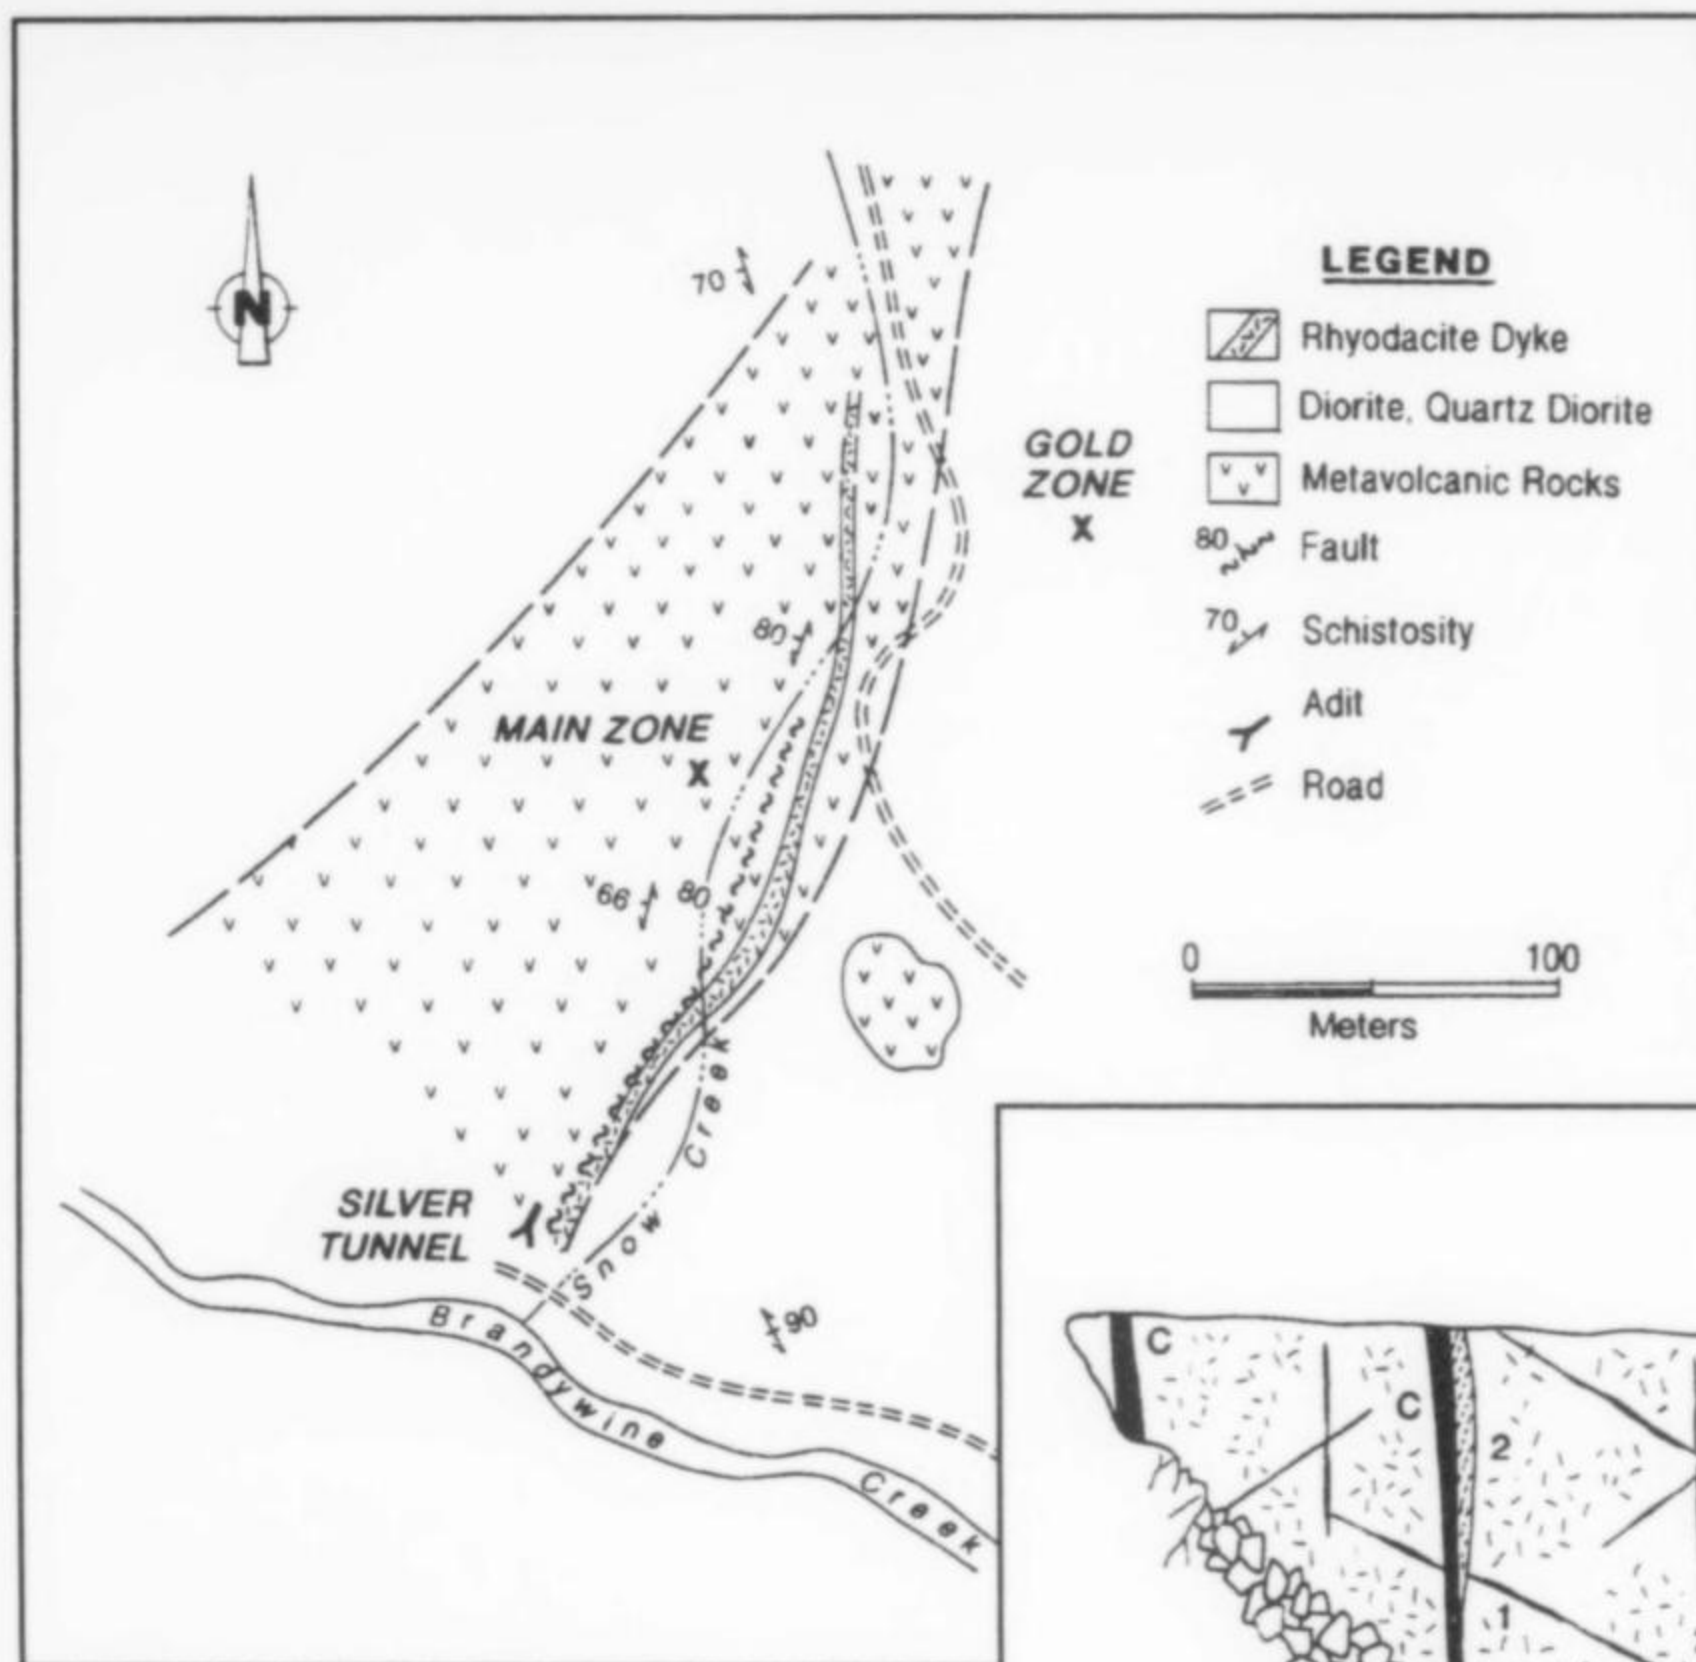 N
70
GOLD
ZONE
X
80
MAIN ZONE
X
66
80
SILVER
TUNNEL
Snow Creek
90
Brandywine Creek
LEGEND
Rhyodacite Dyke
Diorite, Quartz Diorite
Metavolcanic Rocks
80
Fault
70
Schistosity
Adit
Road
0 100
Meters
C
C
2
1